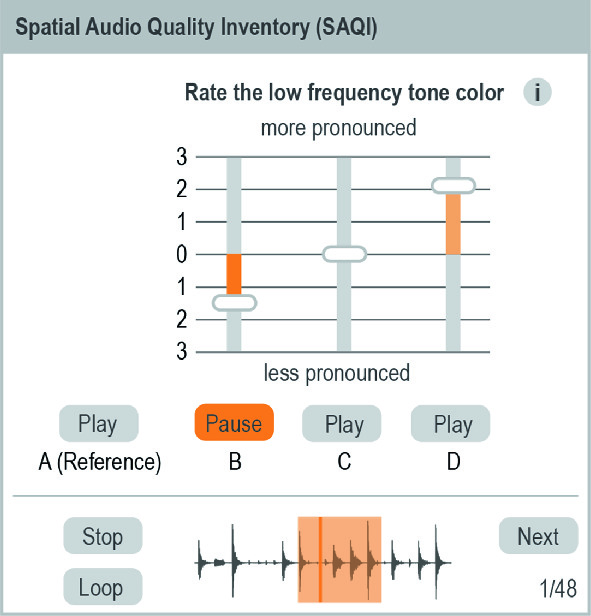 Spatial Audio Quality Inventory (SAQI)
Rate the low frequency tone color i
more pronounced
3
2
1
0
1
2
3
less pronounced
Play Pause Play Play
A (Reference) B C D
Stop Next
Loop 1/48